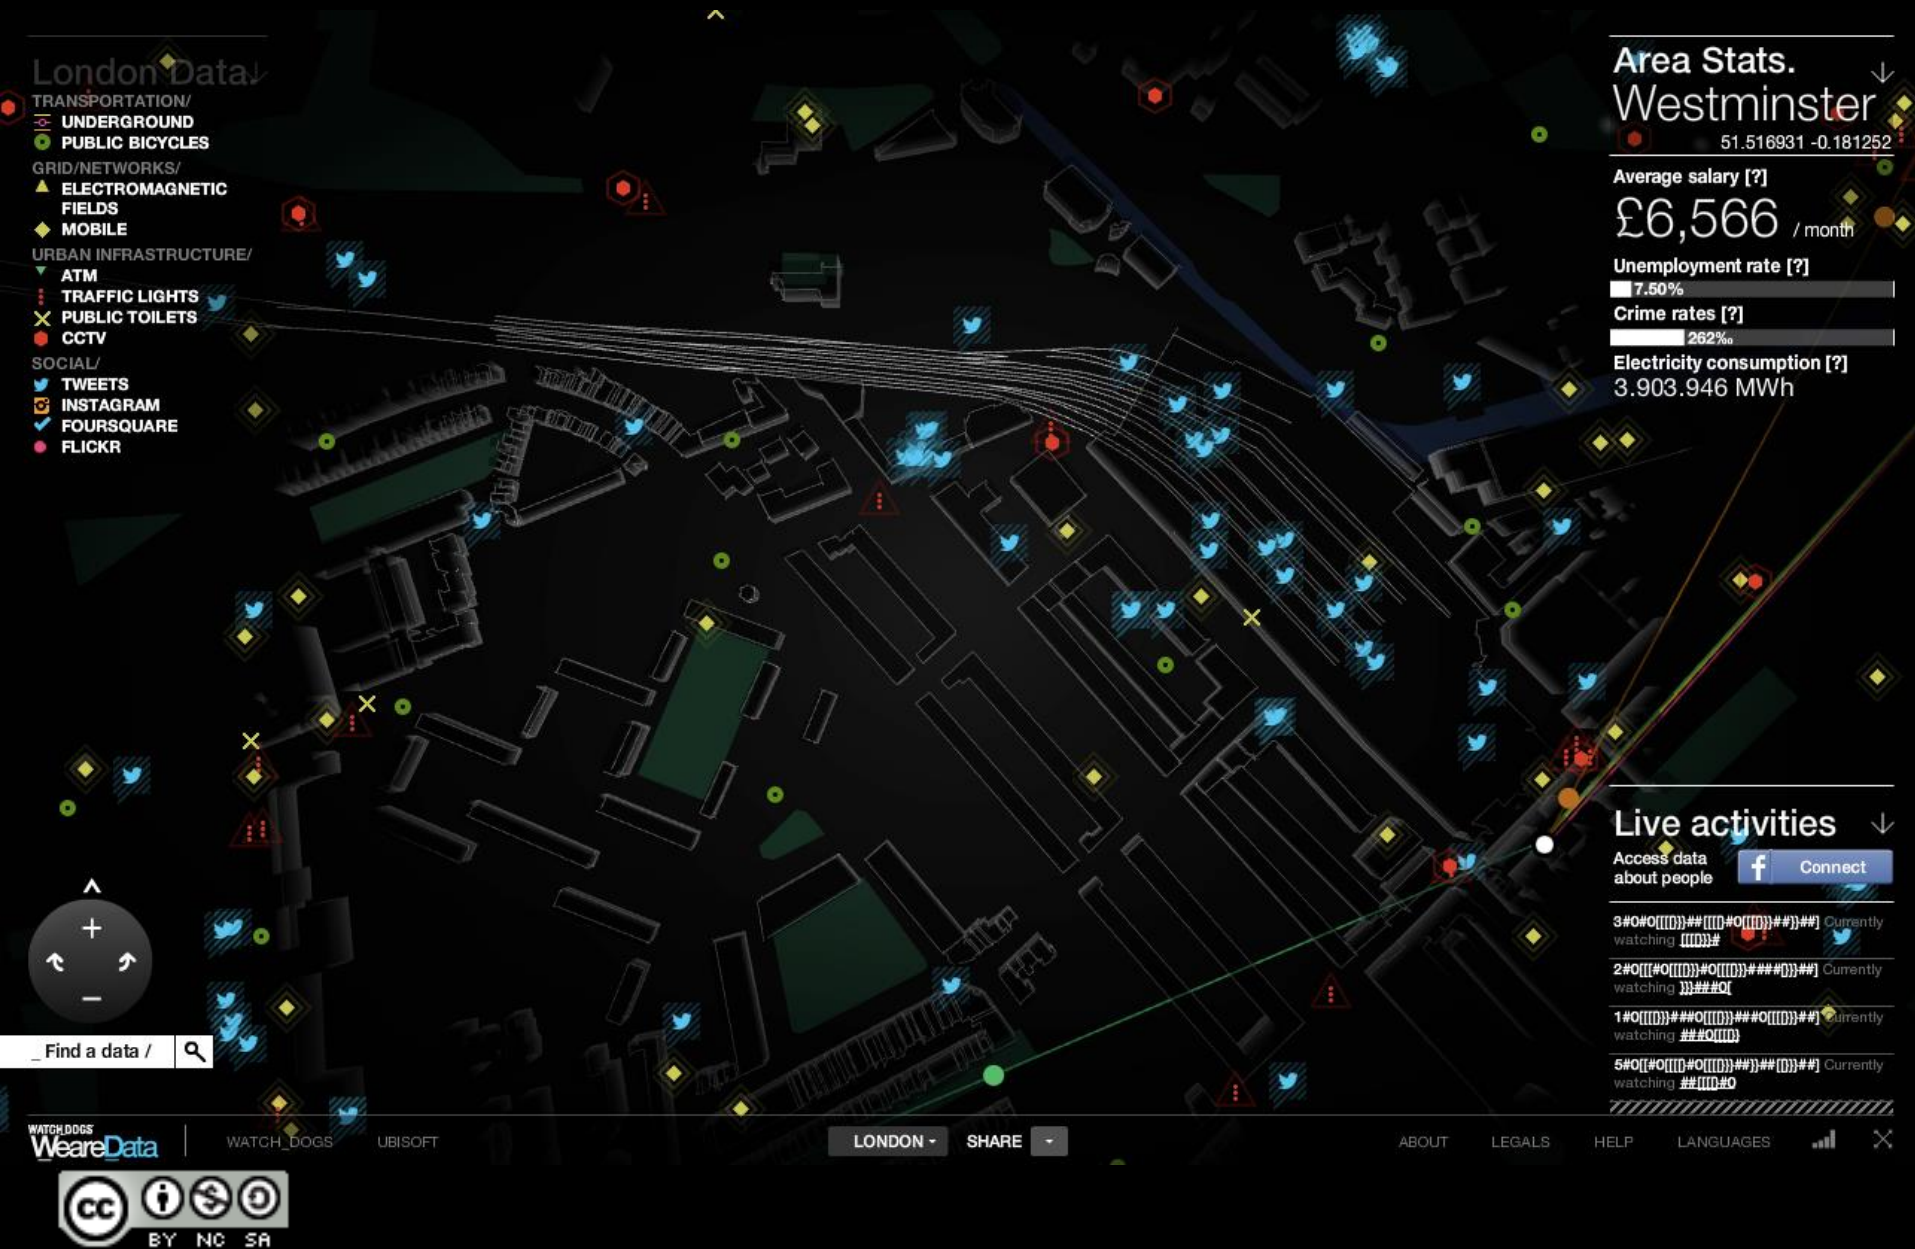 London Data.
TRANSPORTATION/
UNDERGROUND
PUBLIC BICYCLES
GRID/NETWORKS/
ELECTROMAGNETIC
FIELDS
MOBILE
URBAN INFRASTRUCTURE/
ATM
TRAFFIC LIGHTS
PUBLIC TOILETS
CCTV
SOCIAL/
TWEETS
INSTAGRAM
FOURSQUARE
FLICKR
_ Find a data /
Area Stats.
Westminster
51.516931 -0.181252
Average salary [?]
£6,566 / month
Unemployment rate [?]
7.50%
Crime rates [?]
262‰
Electricity consumption [?]
3.903.946 MWh
Live activities
Access data
about people
f Connect
Currently
watching
Currently
watching
Currently
watching
Currently
watching
WATCH_DOGS
WeareData
WATCH_DOGS
UBISOFT
LONDON
SHARE
ABOUT
LEGALS
HELP
LANGUAGES
cc
BY NC SA